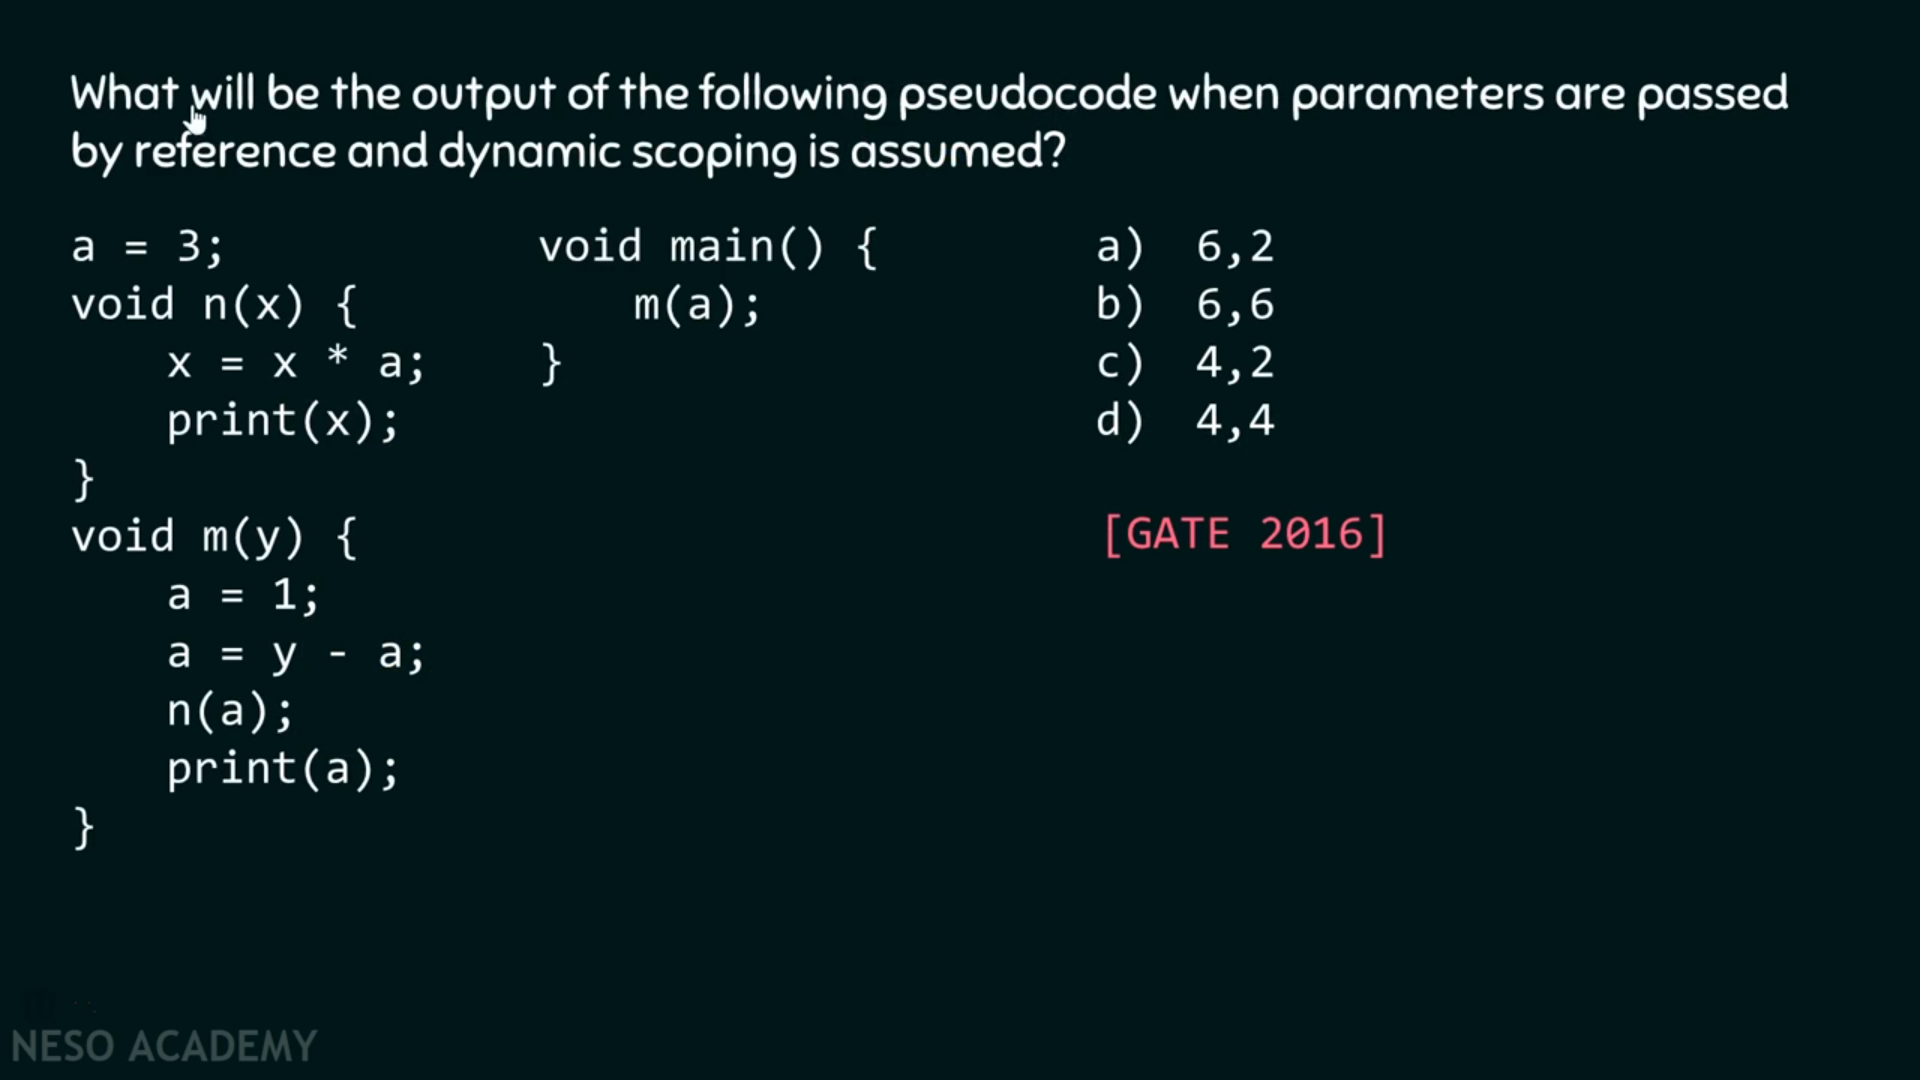 What will be the output of the following pseudocode when parameters are passed
by reference and dynamic scoping is assumed?
a = 3;
void n(x) {
x = x * a;
print(x);
}
void m(y) {
a = 1;
a = y - a;
n(a);
print(a);
}
void main() {
m(a);
}
a) 6,2
b) 6,6
c) 4,2
d) 4,4
[GATE 2016]
NESO ACADEMY